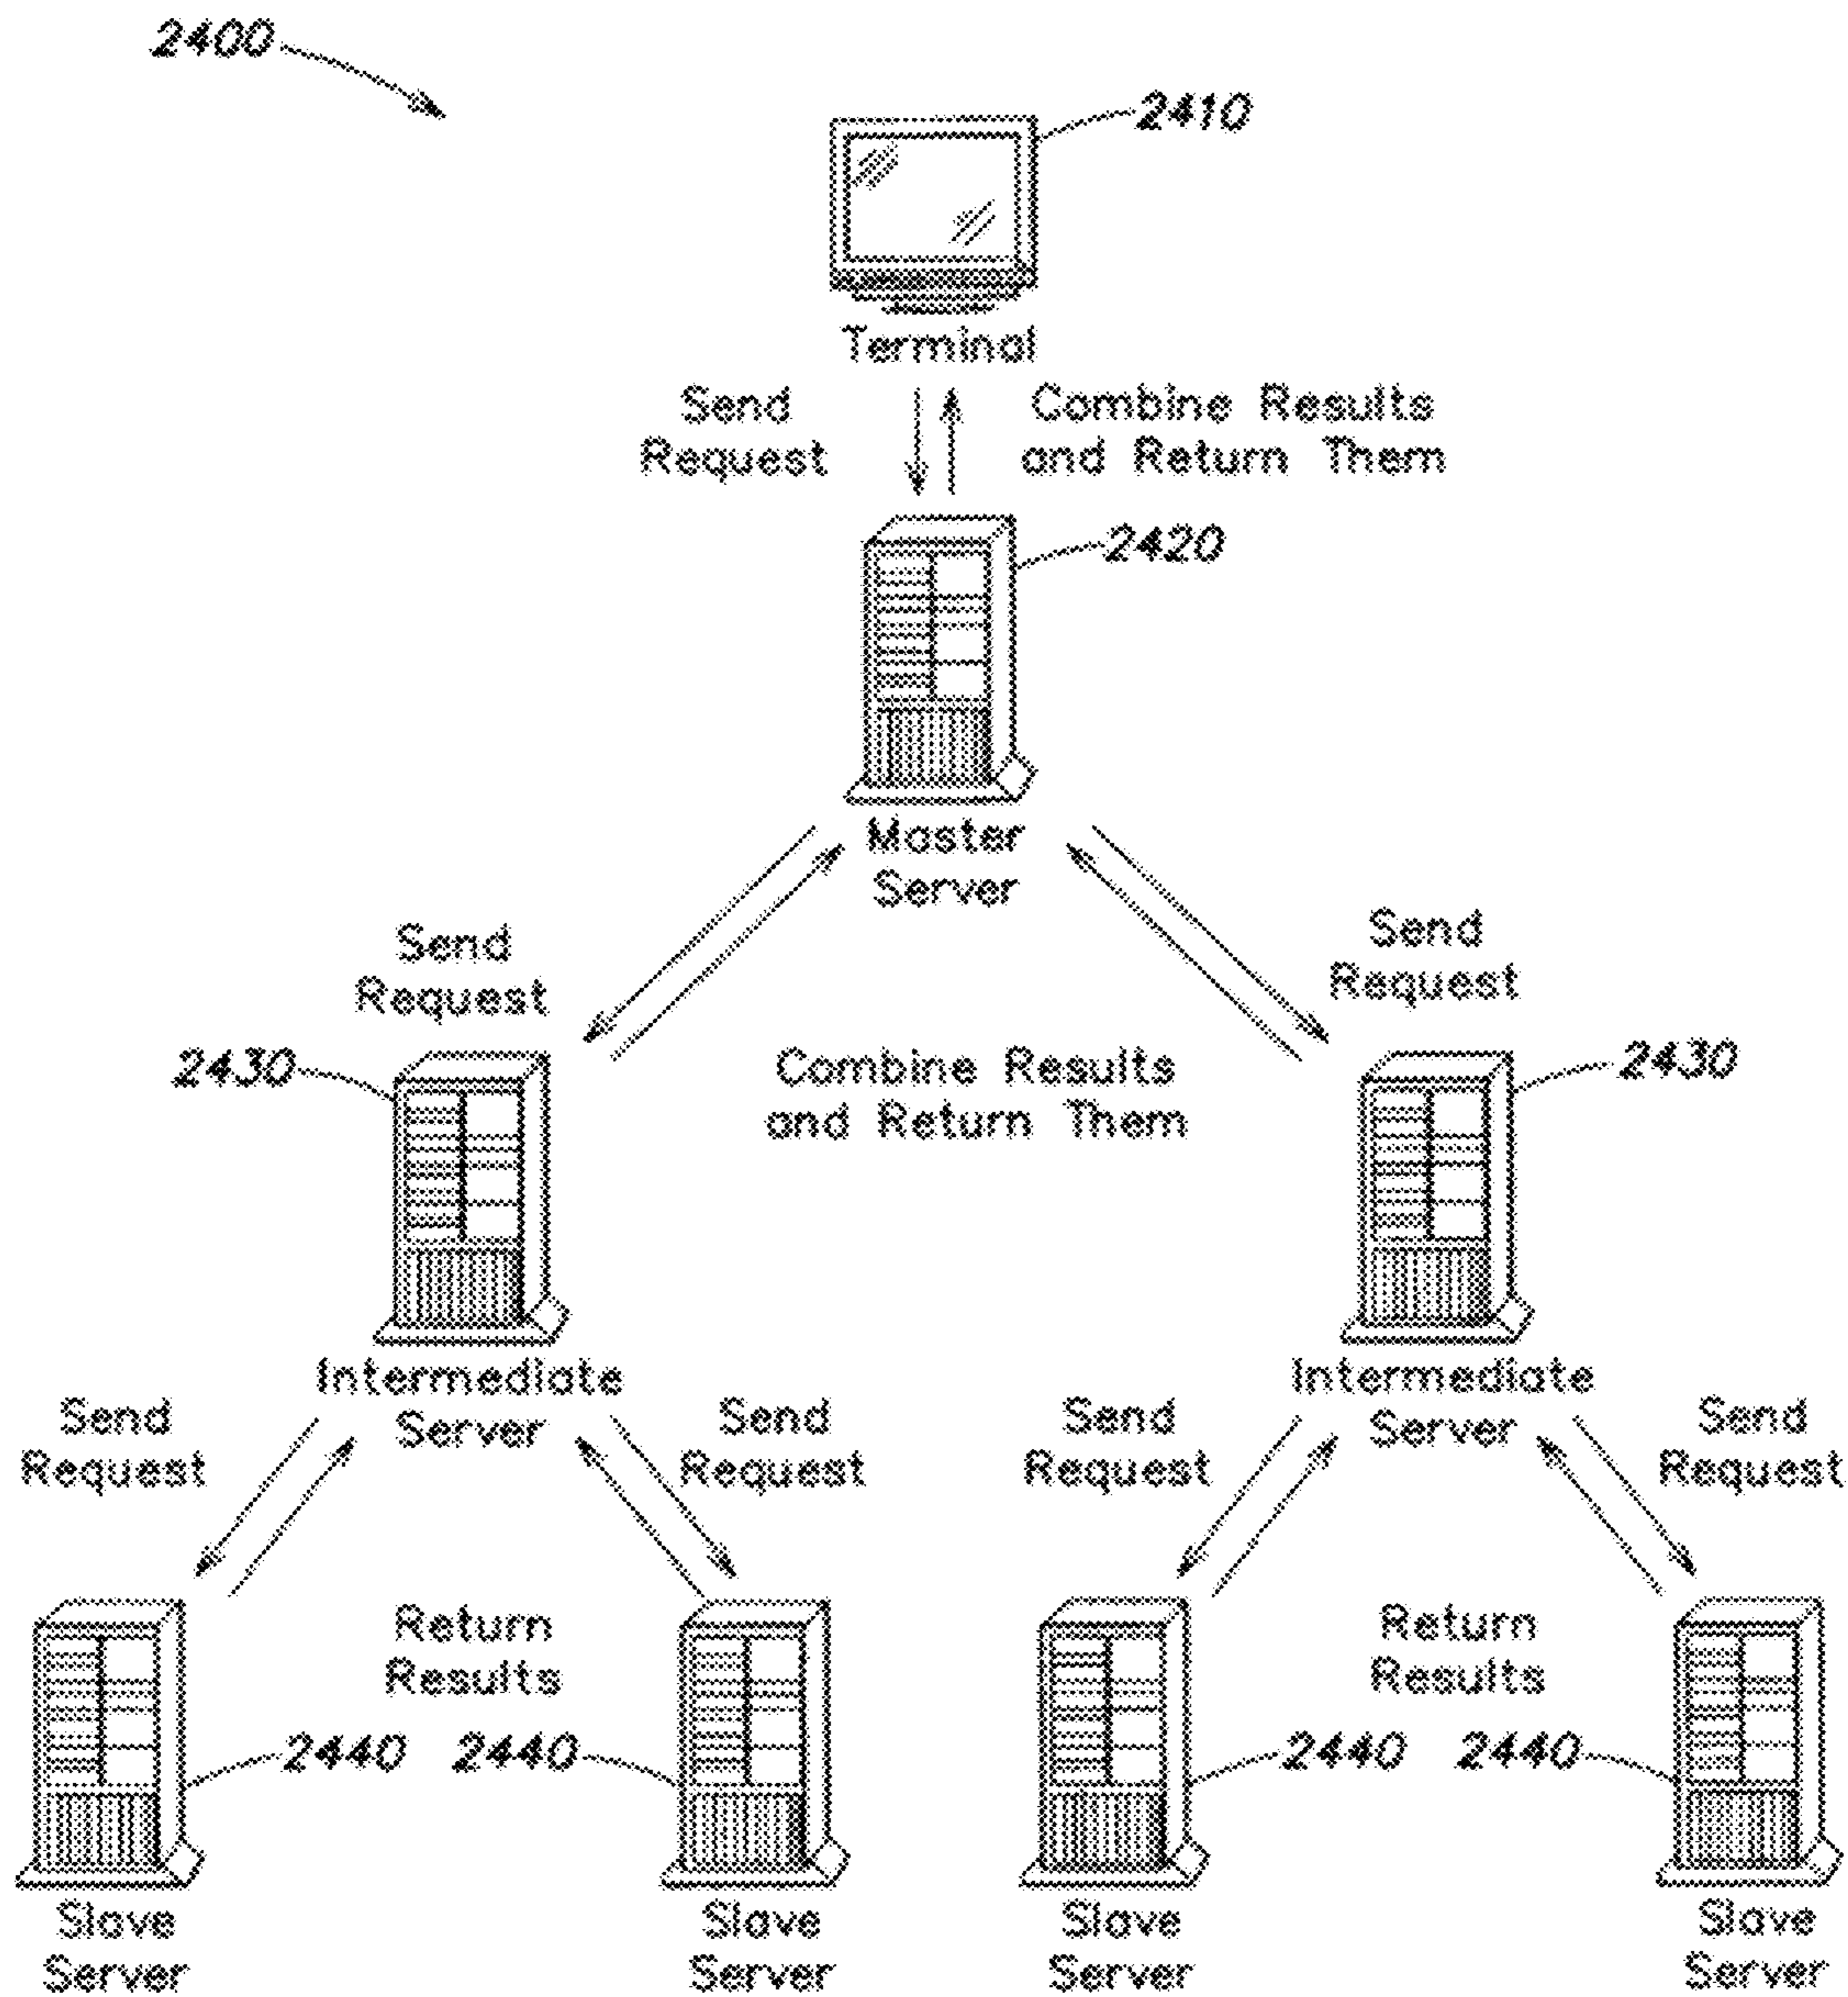 2400
2410
Terminal
Send
Request
Combine Results
and Return Them
2420
Master
Server
Send
Request
Send
Request
2430
Combine Results
and Return Them
2430
Intermediate
Server
Intermediate
Server
Send
Request
Send
Request
Send
Request
Send
Request
Return
Results
Return
Results
2440
2440
2440
2440
Slave
Server
Slave
Server
Slave
Server
Slave
Server